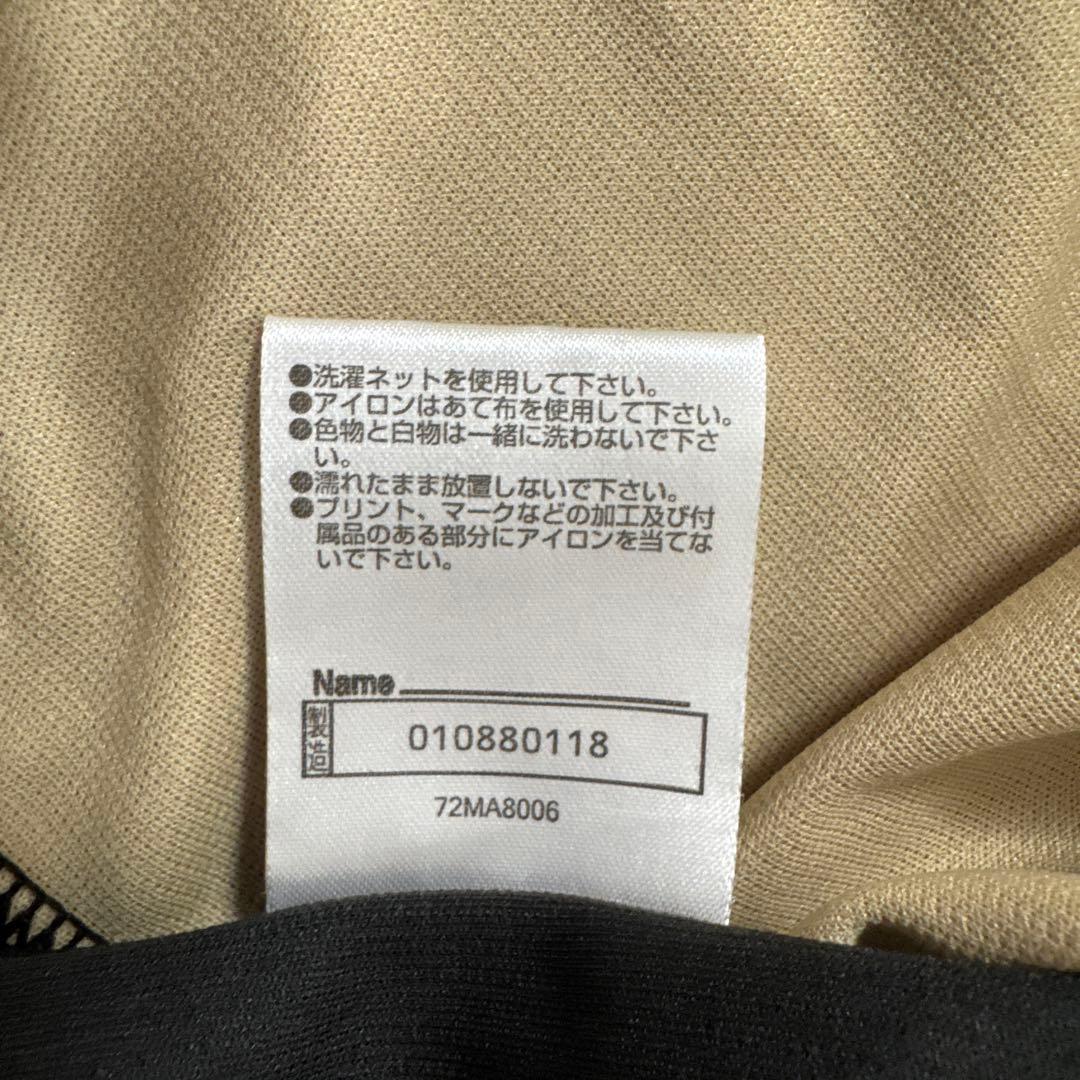 ●洗濯ネットを使用して下さい。
●アイロンはあて布を使用して下さい。
●色物と白物は一緒に洗わないで下さ
い。
●濡れたまま放置しないで下さい。
●プリント、マークなどの加工及び付
属品のある部分にアイロンを当てな
いで下さい。
Name
製造 010880118
72MA8006